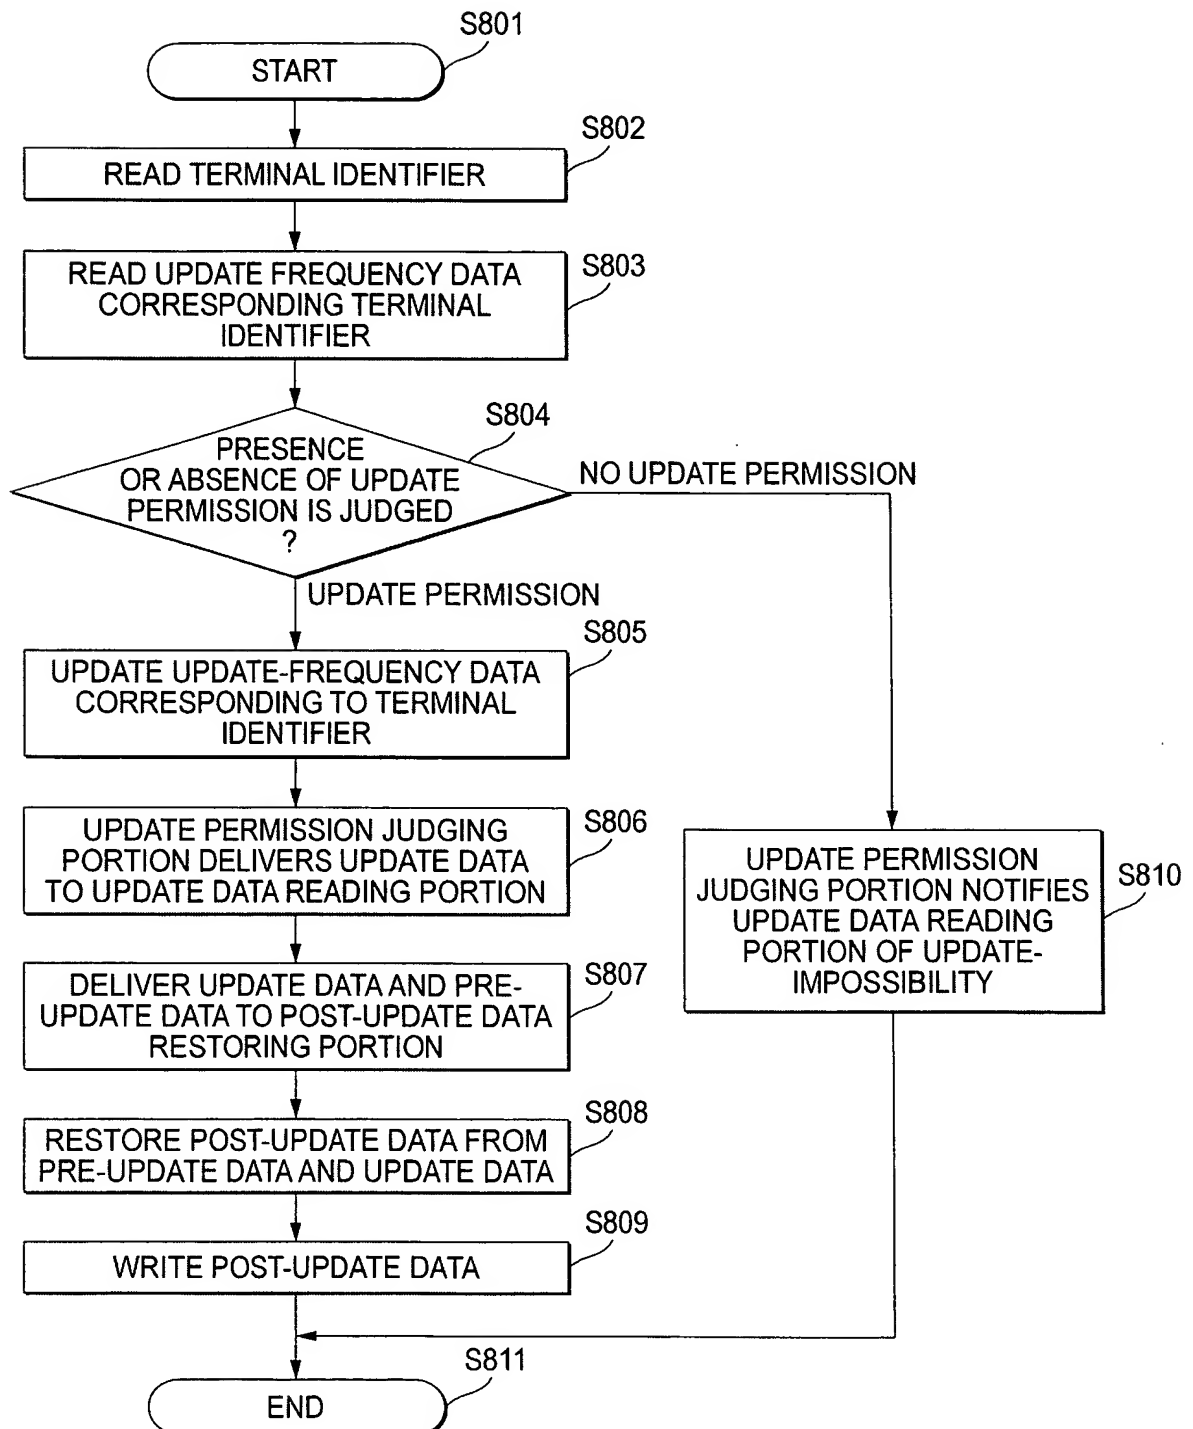 S801
START
S802
READ TERMINAL IDENTIFIER
S803
READ UPDATE FREQUENCY DATA
CORRESPONDING TERMINAL
IDENTIFIER
S804
PRESENCE
OR ABSENCE OF UPDATE
PERMISSION IS JUDGED
?
NO UPDATE PERMISSION
UPDATE PERMISSION
S805
UPDATE UPDATE-FREQUENCY DATA
CORRESPONDING TO TERMINAL
IDENTIFIER
S806
UPDATE PERMISSION JUDGING
PORTION DELIVERS UPDATE DATA
TO UPDATE DATA READING PORTION
S810
UPDATE PERMISSION
JUDGING PORTION NOTIFIES
UPDATE DATA READING
PORTION OF UPDATE-
IMPOSSIBILITY
S807
DELIVER UPDATE DATA AND PRE-
UPDATE DATA TO POST-UPDATE DATA
RESTORING PORTION
S808
RESTORE POST-UPDATE DATA FROM
PRE-UPDATE DATA AND UPDATE DATA
S809
WRITE POST-UPDATE DATA
S811
END